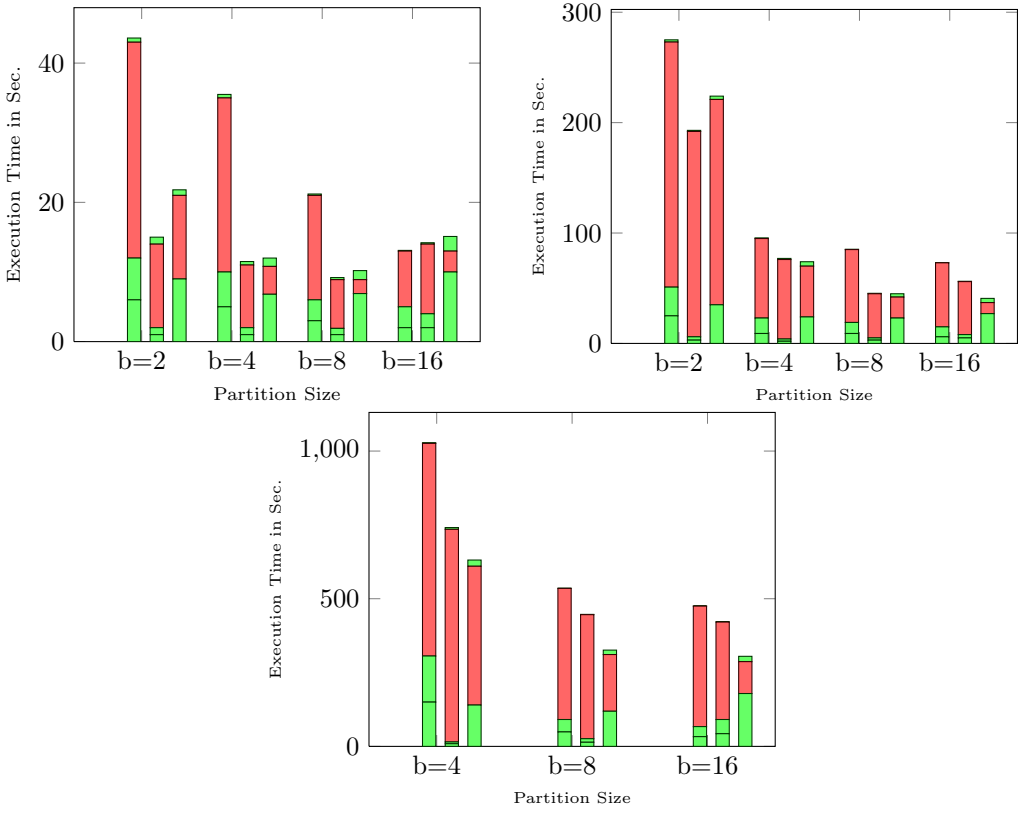 40
20
0
Execution Time in Sec.
b=2 b=4 b=8 b=16
Partition Size
300
200
100
0
Execution Time in Sec.
b=2 b=4 b=8 b=16
Partition Size
1,000
500
0
Execution Time in Sec.
b=4 b=8 b=16
Partition Size